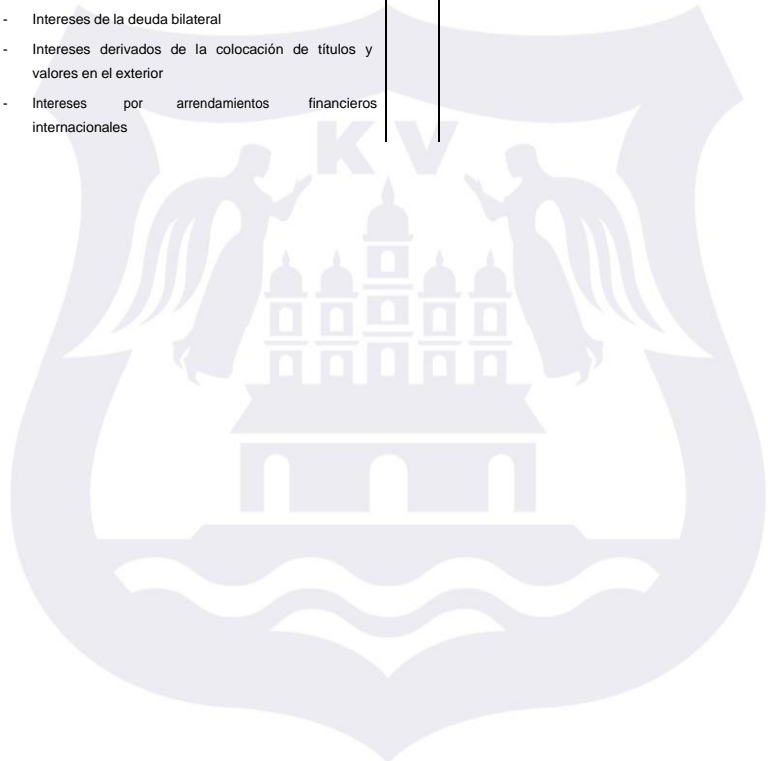 - Intereses de la deuda bilateral
- Intereses derivados de la colocación de títulos y
valores en el exterior
- Intereses por arrendamientos financieros
internacionales
KV